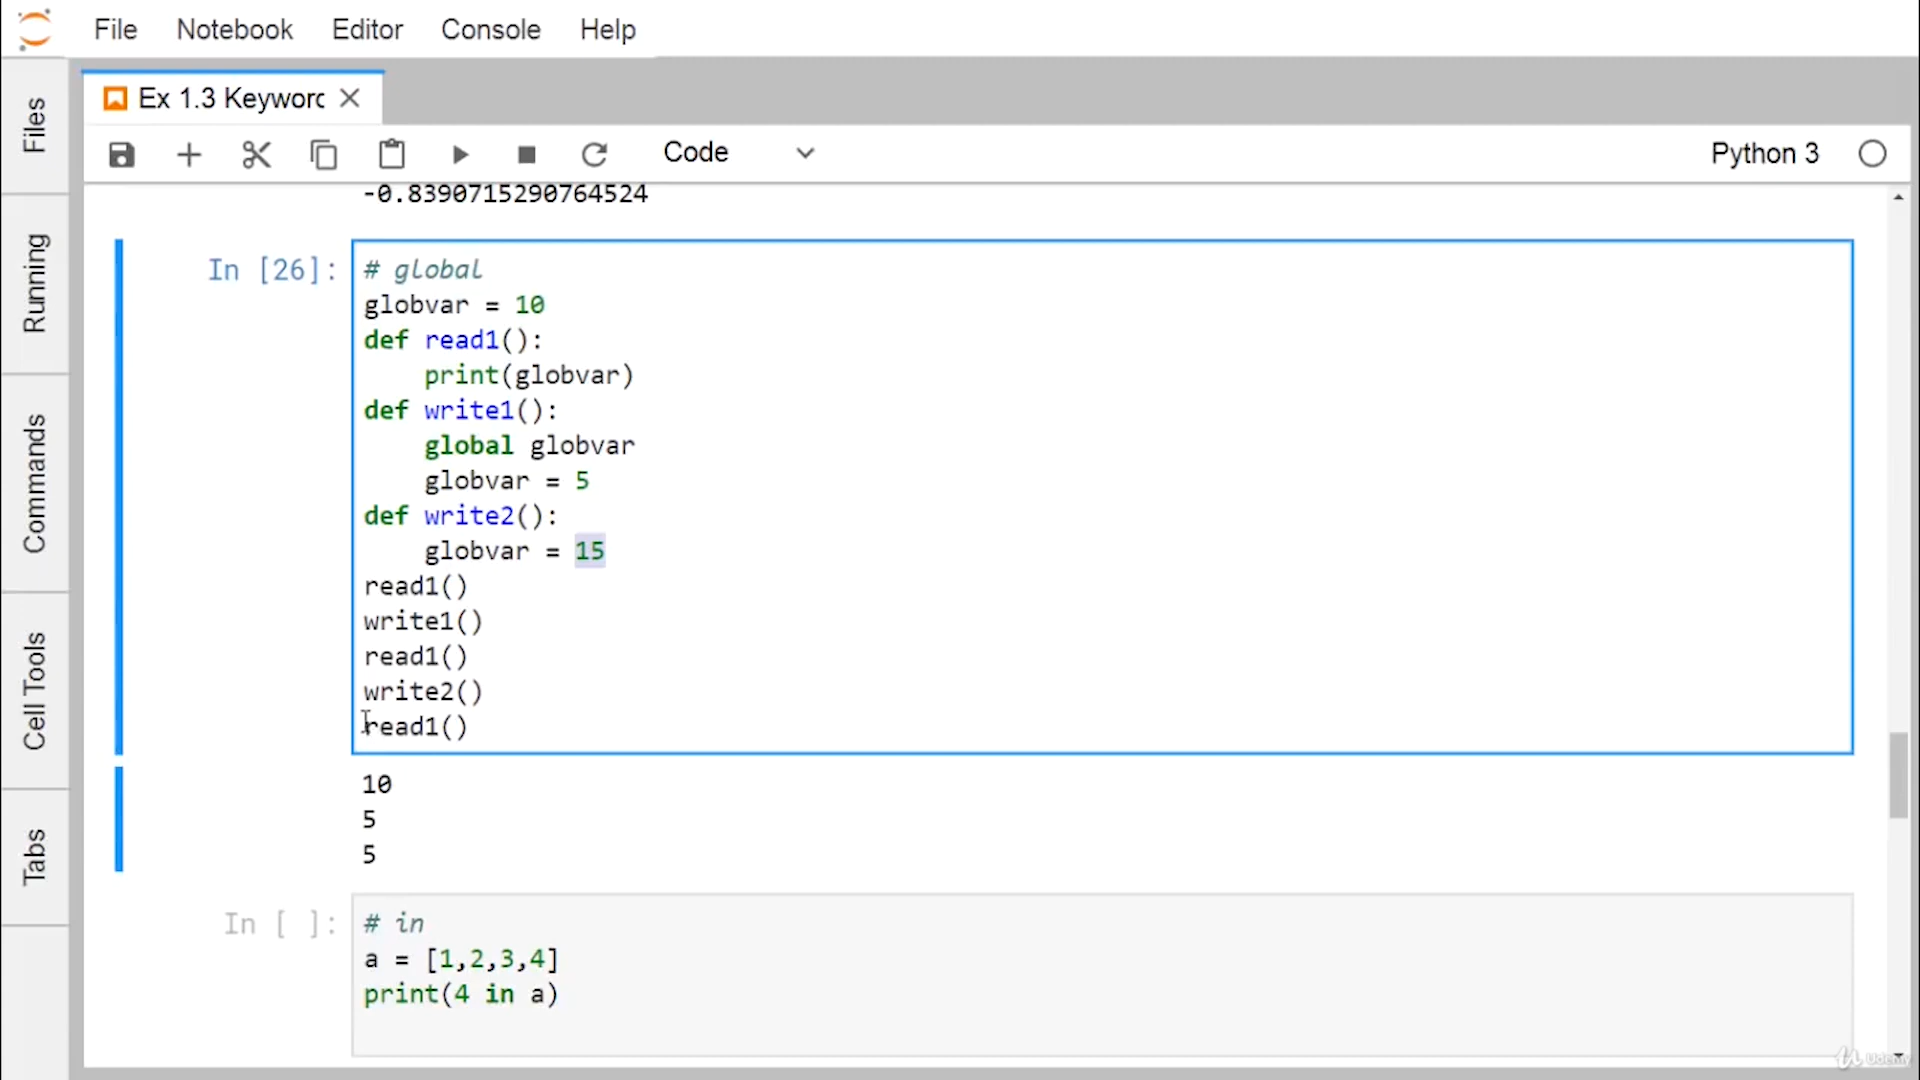 File Notebook Editor Console Help
Ex 1.3 Keyworc
Code Python 3
Files
Running
Commands
Cell Tools
Tabs
-0.8390715290764524
In [26]: # global
globvar = 10
def read1():
    print(globvar)
def write1():
    global globvar
    globvar = 5
def write2():
    globvar = 15
read1()
write1()
read1()
write2()
read1()
10
5
5
In [ ]: # in
a = [1,2,3,4]
print(4 in a)
Udemy